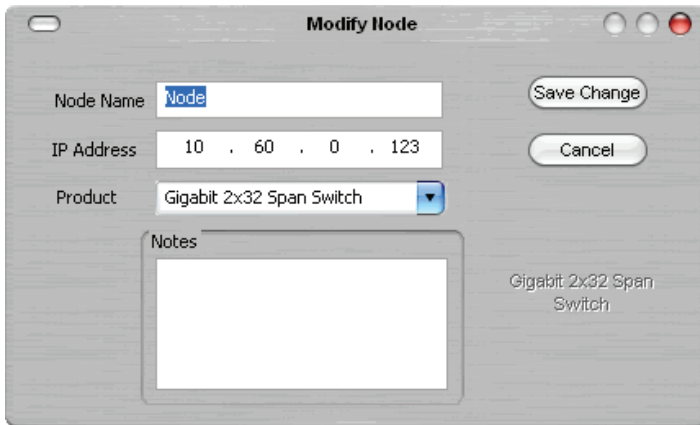 Modify Node
Node Name
Node
Save Change
IP Address
10 . 60 . 0 . 123
Cancel
Product
Gigabit 2x32 Span Switch
Notes
Gigabit 2x32 Span
Switch